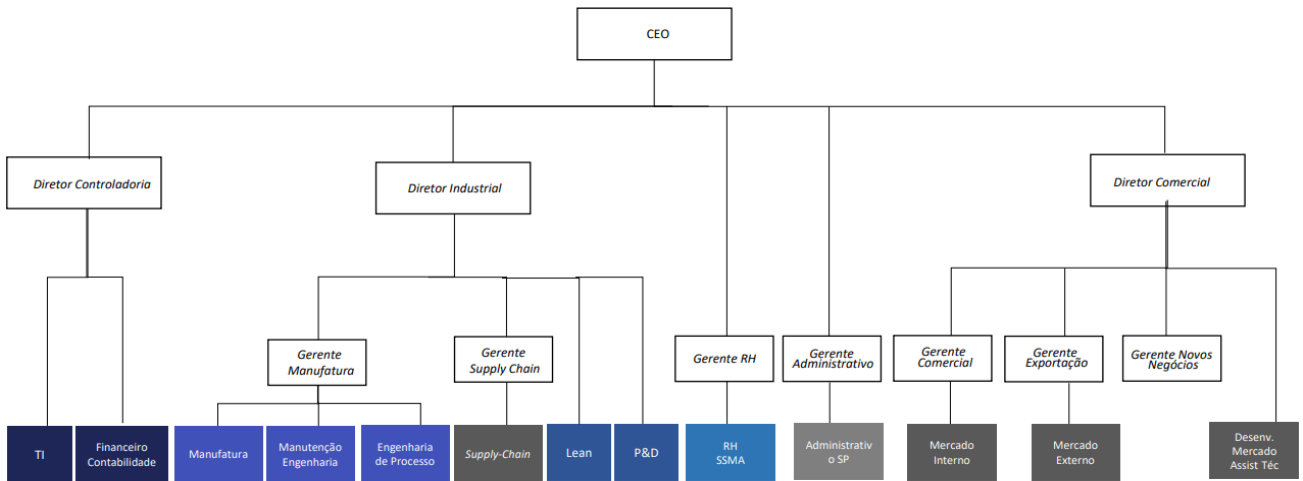 CEO
Diretor Controladoria
Diretor Industrial
Diretor Comercial
Gerente
Manufatura
Gerente
Supply Chain
Gerente RH
Gerente
Administrativo
Gerente
Comercial
Gerente
Exportação
Gerente Novos
Negócios
TI
Financeiro
Contabilidade
Manufatura
Manutenção
Engenharia
Engenharia
de Processo
Supply-Chain
Lean
P&D
RH
SSMA
Administrativ
o SP
Mercado
Interno
Mercado
Externo
Desenv.
Mercado
Assist Téc